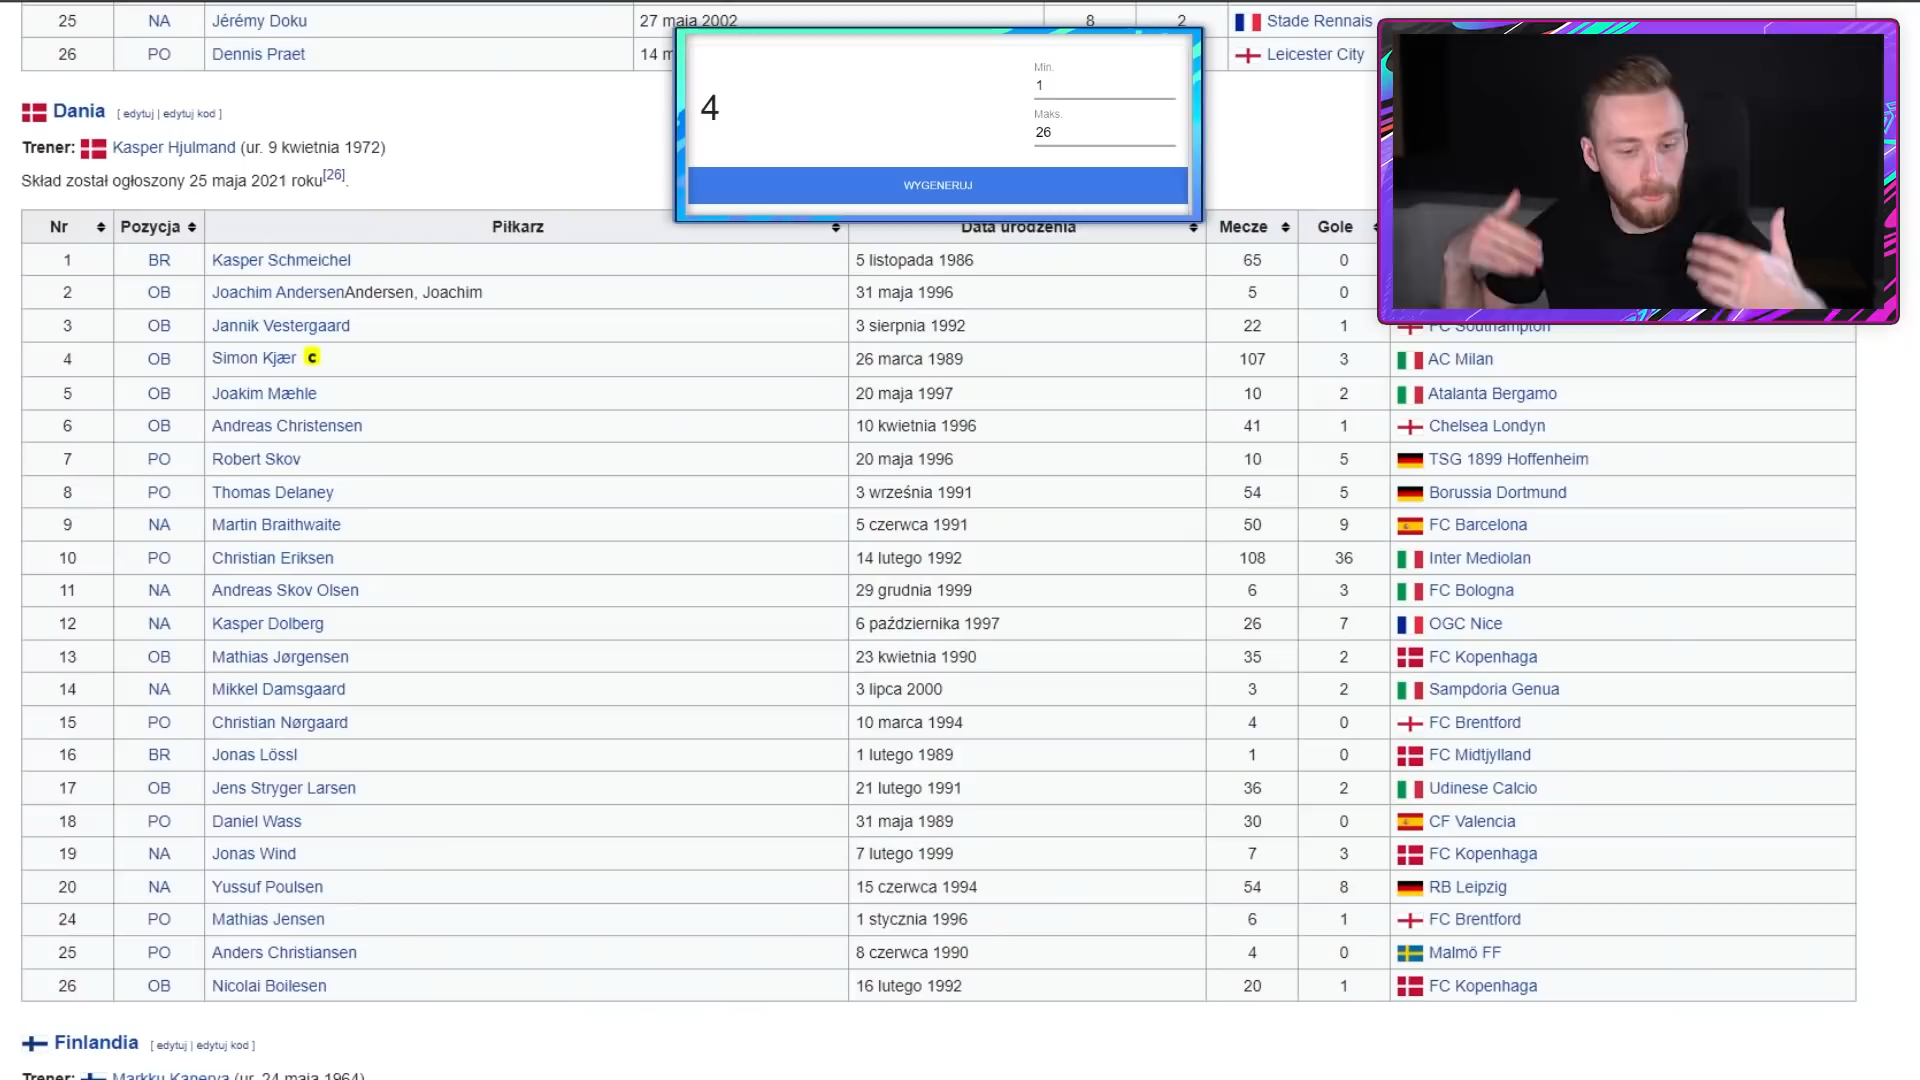 25 NA Jérémy Doku 27 maja 2002 8 2 Stade Rennais
26 PO Dennis Praet 14 Leicester City
Min.
1
4
Maks.
26
WYGENERUJ
Dania [ edytuj | edytuj kod ]
Trener: Kasper Hjulmand (ur. 9 kwietnia 1972)
Skład został ogłoszony 25 maja 2021 roku[26].
Nr Pozycja Piłkarz Data urodzenia Mecze Gole
1 BR Kasper Schmeichel 5 listopada 1986 65 0
2 OB Joachim AndersenAndersen, Joachim 31 maja 1996 5 0
3 OB Jannik Vestergaard 3 sierpnia 1992 22 1 FC Southampton
4 OB Simon Kjær c 26 marca 1989 107 3 AC Milan
5 OB Joakim Mæhle 20 maja 1997 10 2 Atalanta Bergamo
6 OB Andreas Christensen 10 kwietnia 1996 41 1 Chelsea Londyn
7 PO Robert Skov 20 maja 1996 10 5 TSG 1899 Hoffenheim
8 PO Thomas Delaney 3 września 1991 54 5 Borussia Dortmund
9 NA Martin Braithwaite 5 czerwca 1991 50 9 FC Barcelona
10 PO Christian Eriksen 14 lutego 1992 108 36 Inter Mediolan
11 NA Andreas Skov Olsen 29 grudnia 1999 6 3 FC Bologna
12 NA Kasper Dolberg 6 października 1997 26 7 OGC Nice
13 OB Mathias Jørgensen 23 kwietnia 1990 35 2 FC Kopenhaga
14 NA Mikkel Damsgaard 3 lipca 2000 3 2 Sampdoria Genua
15 PO Christian Nørgaard 10 marca 1994 4 0 FC Brentford
16 BR Jonas Lössl 1 lutego 1989 1 0 FC Midtjylland
17 OB Jens Stryger Larsen 21 lutego 1991 36 2 Udinese Calcio
18 PO Daniel Wass 31 maja 1989 30 0 CF Valencia
19 NA Jonas Wind 7 lutego 1999 7 3 FC Kopenhaga
20 NA Yussuf Poulsen 15 czerwca 1994 54 8 RB Leipzig
24 PO Mathias Jensen 1 stycznia 1996 6 1 FC Brentford
25 PO Anders Christiansen 8 czerwca 1990 4 0 Malmö FF
26 OB Nicolai Boilesen 16 lutego 1992 20 1 FC Kopenhaga
Finlandia [ edytuj | edytuj kod ]
Trener: Markku Kanerva (ur. 24 maja 1964)